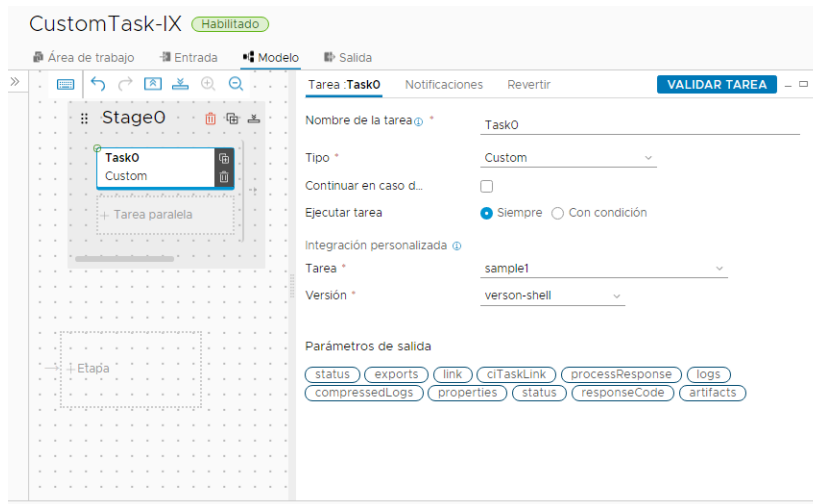 CustomTask-IX Habilitado
Área de trabajo Entrada Modelo Salida
Stage0
Task0
Custom
+ Tarea paralela
+ Etapa
Tarea :Task0 Notificaciones Revertir VALIDAR TAREA
Nombre de la tarea * Task0
Tipo * Custom
Continuar en caso d...
Ejecutar tarea Siempre Con condición
Integración personalizada
Tarea * sample1
Versión * verson-shell
Parámetros de salida
status exports link ciTaskLink processResponse logs
compressedLogs properties status responseCode artifacts